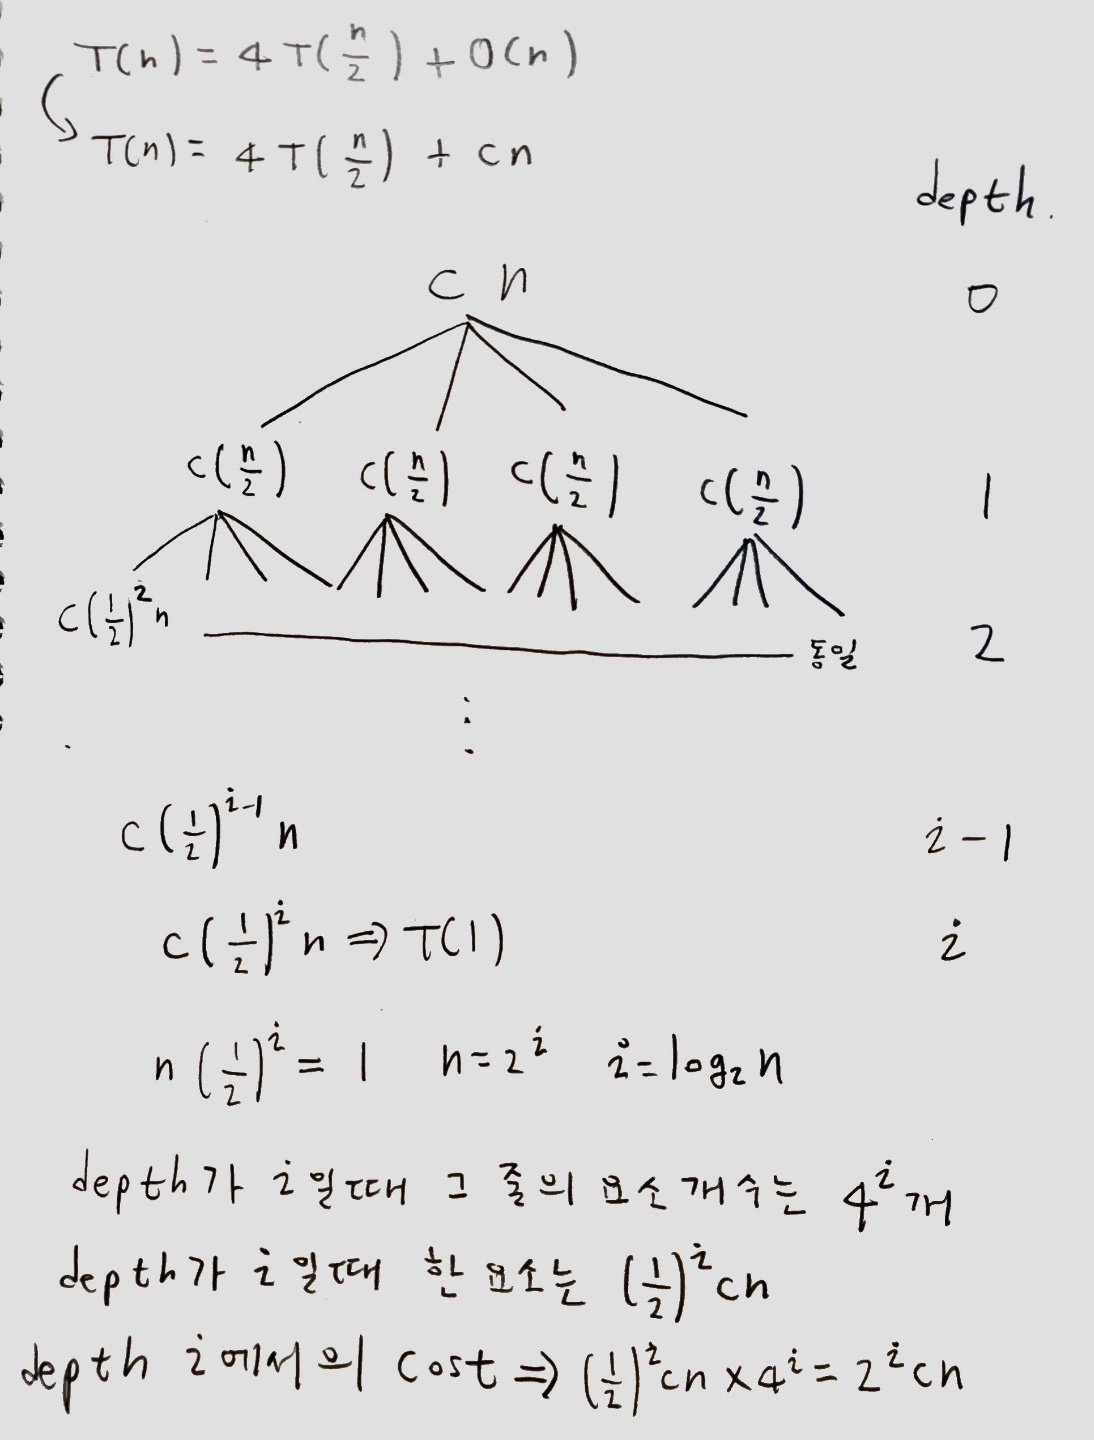 T(n) = 4 T(n/2) + O(n)
T(n) = 4 T(n/2) + cn
depth.
c n 0
c(n/2) c(n/2) c(n/2) c(n/2) 1
c(1/2)²n 동일 2
⋮
c(1/2)^(i-1) n i-1
c(1/2)^i n ⇒ T(1) i
n(1/2)^i = 1 n=2^i i=log₂n
depth가 i일때 그 줄의 요소 개수는 4^i개
depth가 i일때 한 요소는 (1/2)^i cn
depth i에서의 cost ⇒ (1/2)^i cn x 4^i = 2^i cn